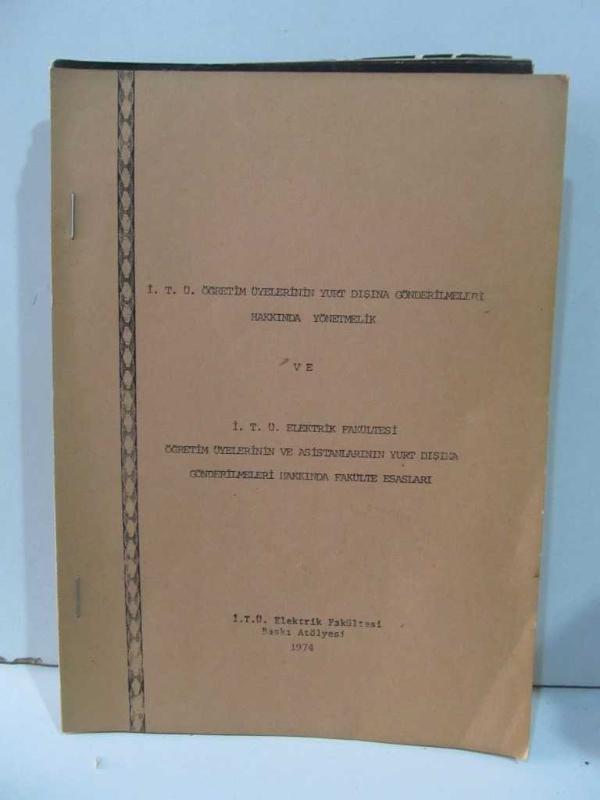 İ. T. Ü. ÖĞRETİM ÜYELERİNİN YURT DIŞINA GÖNDERİLMELERİ
HAKKINDA YÖNETMELİK
V E
İ. T. Ü. ELEKTRİK FAKÜLTESİ
ÖĞRETİM ÜYELERİNİN VE ASİSTANLARININ YURT DIŞINA
GÖNDERİLMELERİ HAKKINDA FAKÜLTE ESASLARI
İ.T.Ü. Elektrik Fakültesi
Baskı Atölyesi
1974